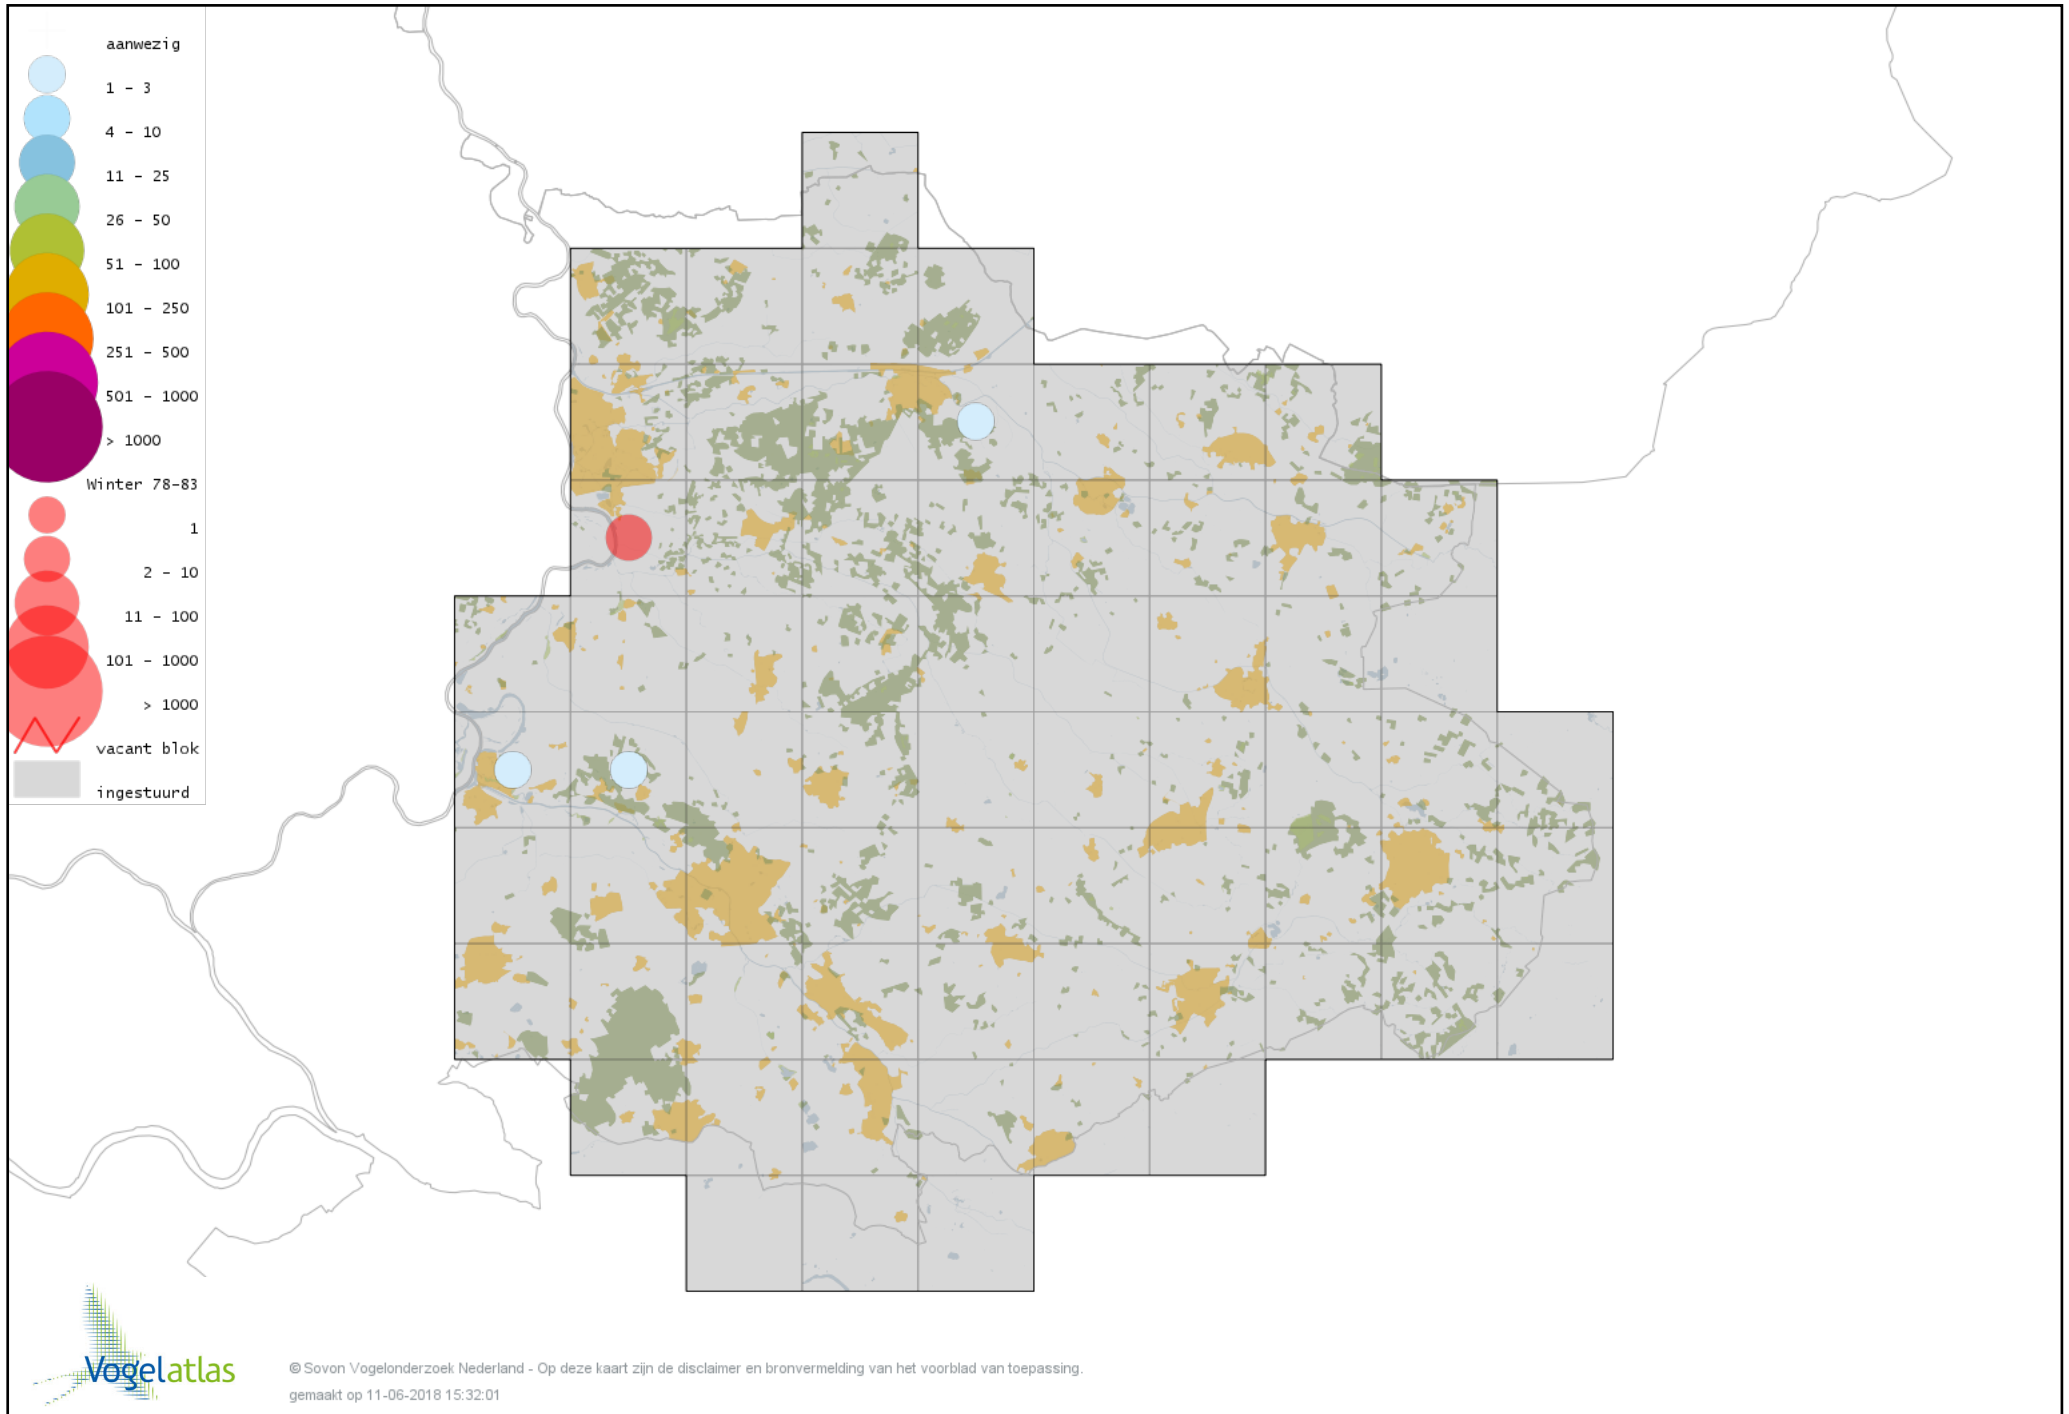 aanwezig
1 - 3
4 - 10
11 - 25
26 - 50
51 - 100
101 - 250
251 - 500
501 - 1000
> 1000
Winter 78-83
1
2 - 10
11 - 100
101 - 1000
> 1000
vacant blok
ingestuurd
Vogelatlas
© Sovon Vogelonderzoek Nederland - Op deze kaart zijn de disclaimer en bronvermelding van het voorblad van toepassing.
gemaakt op 11-06-2018 15:32:01